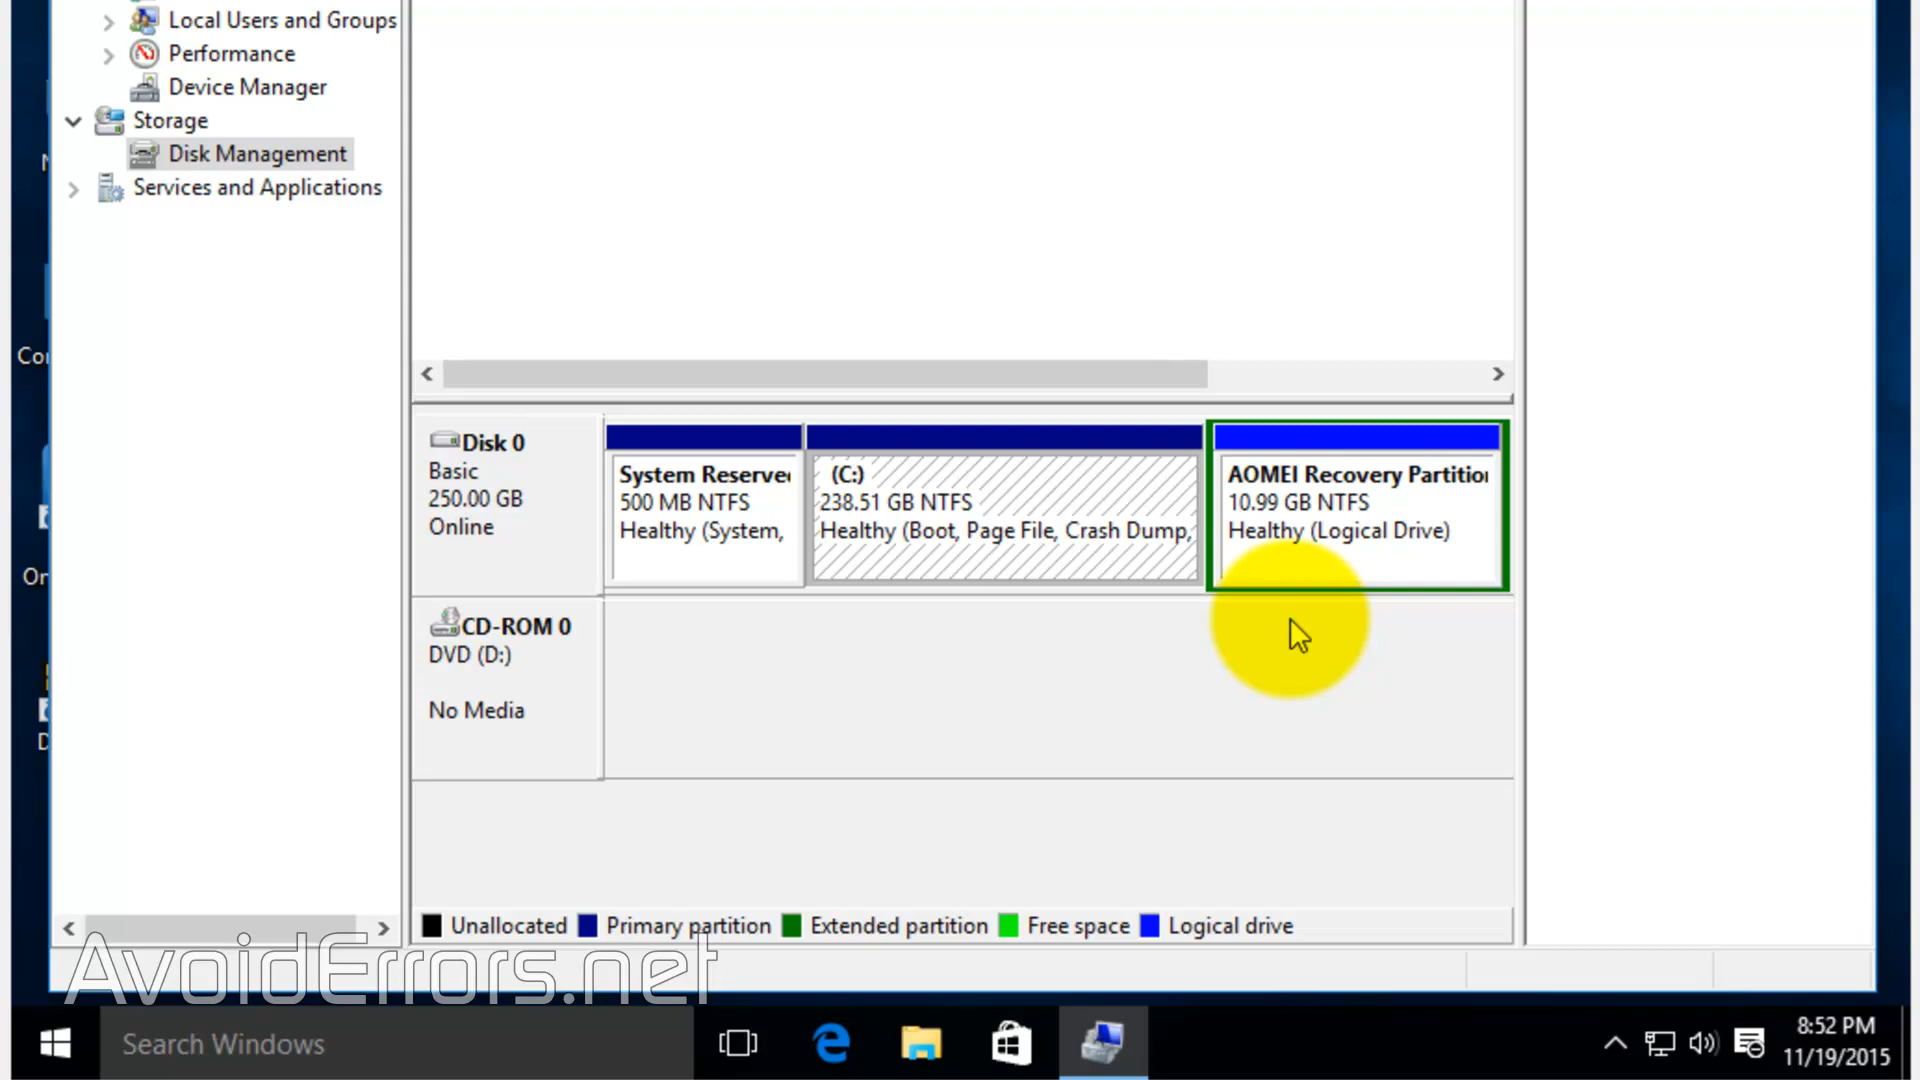 Local Users and Groups
Performance
Device Manager
Storage
Disk Management
Services and Applications
Disk 0
Basic
250.00 GB
Online
System Reserve
500 MB NTFS
Healthy (System,
(C:)
238.51 GB NTFS
Healthy (Boot, Page File, Crash Dump,
AOMEI Recovery Partitio
10.99 GB NTFS
Healthy (Logical Drive)
CD-ROM 0
DVD (D:)
No Media
Unallocated Primary partition Extended partition Free space Logical drive
AvoidErrors.net
Search Windows
8:52 PM
11/19/2015